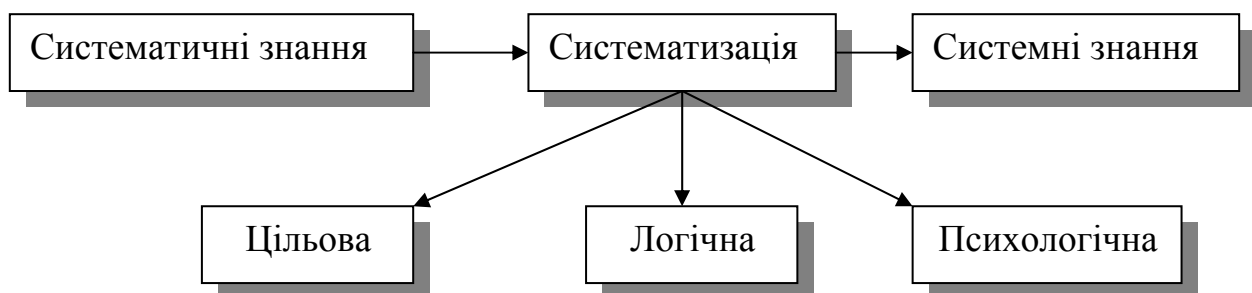 Систематичні знання
Систематизація
Системні знання
Цільова
Логічна
Психологічна